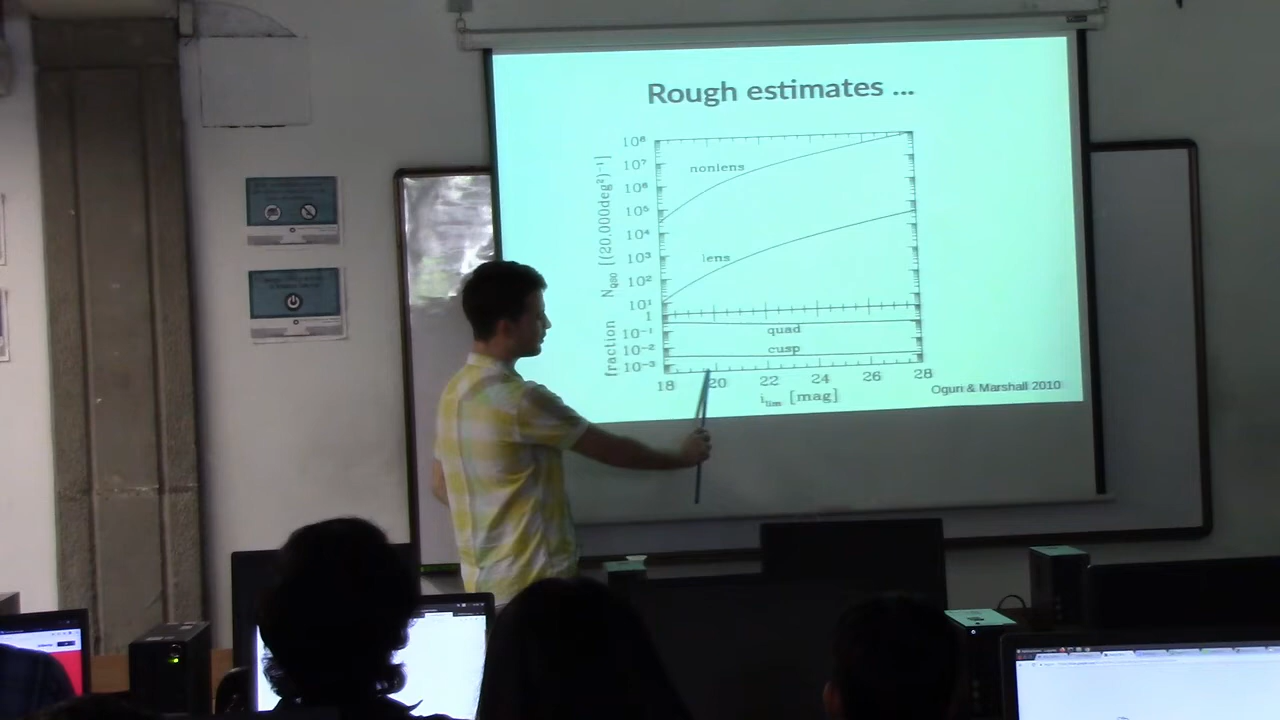 Rough estimates ...
10⁸
10⁷
10⁶
10⁵
10⁴
10³
10²
10¹
1
10⁻¹
10⁻²
10⁻³
fraction N_QSO [(20,000deg²)⁻¹]
nonlens
lens
quad
cusp
18 20 22 24 26 28
i_lim [mag]
Oguri & Marshall 2010